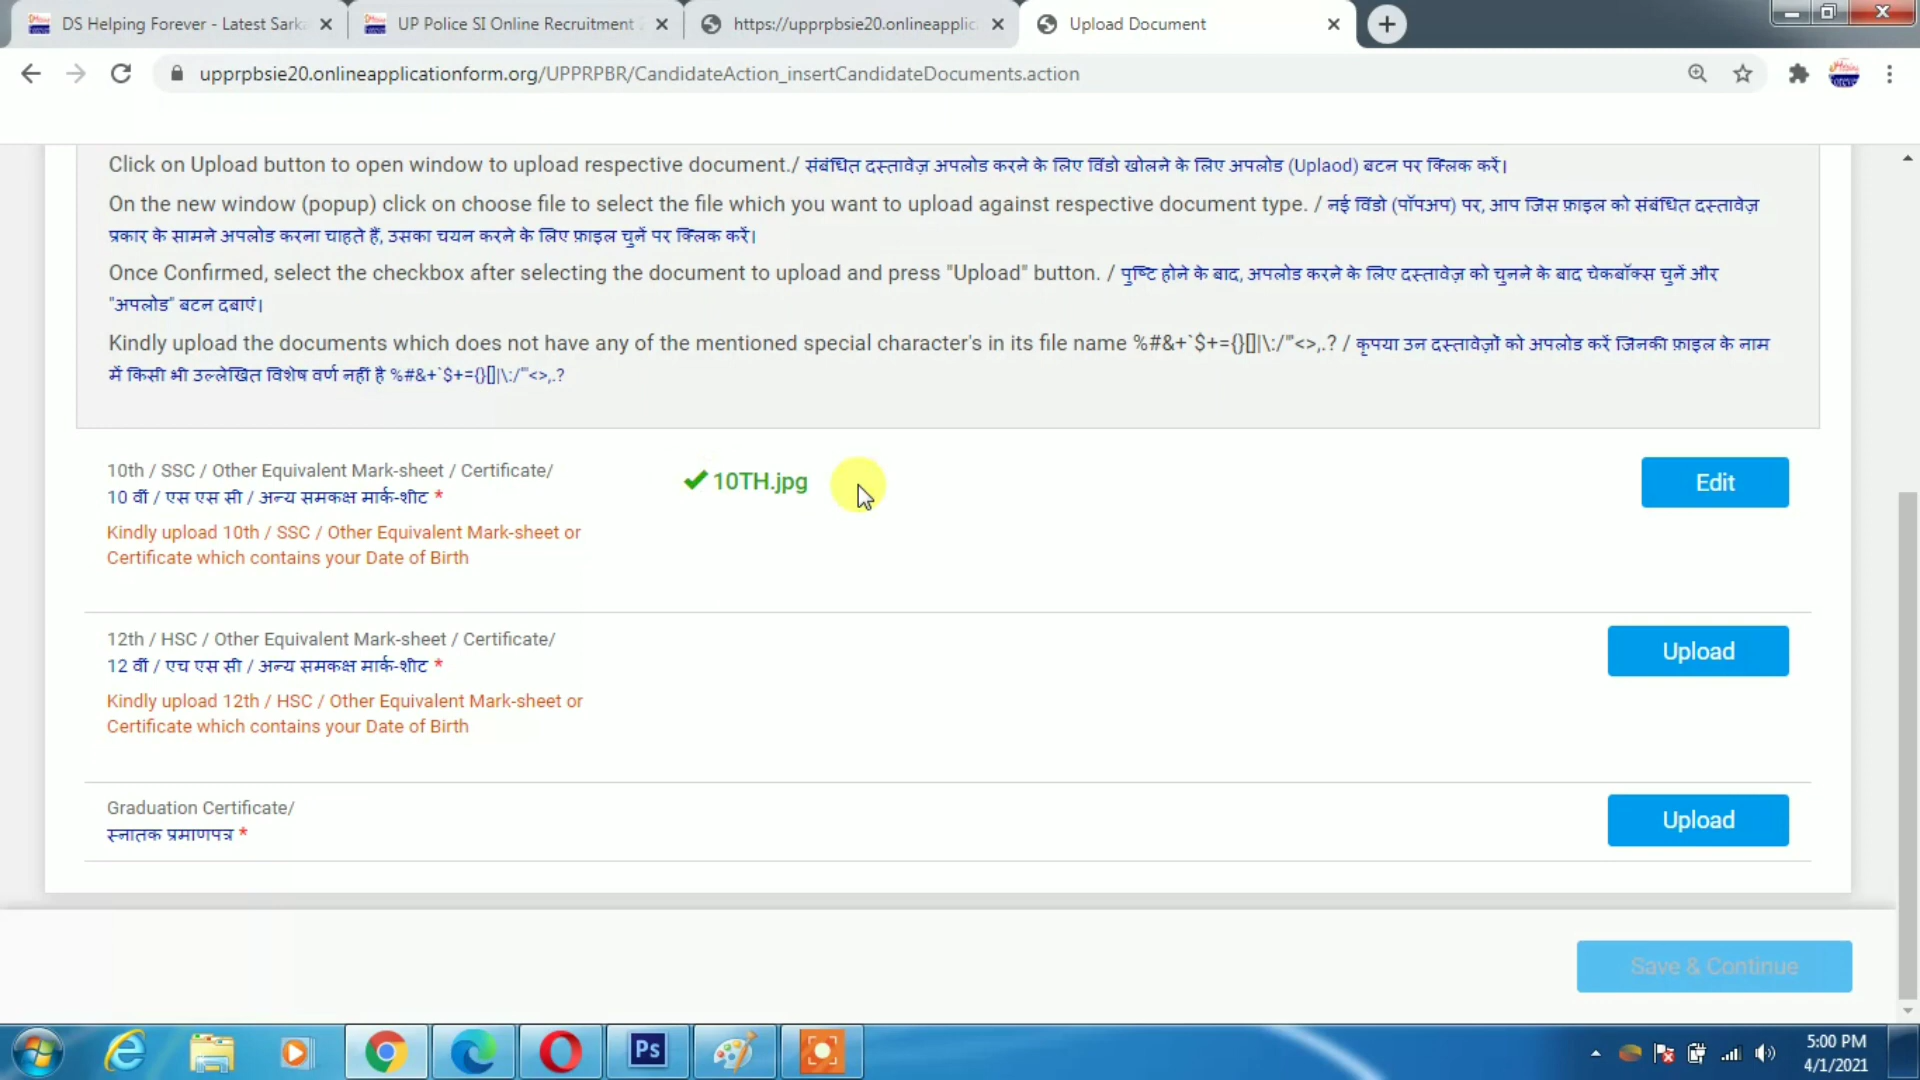 DS Helping Forever - Latest Sarka
UP Police SI Online Recruitment
https://upprpbsie20.onlineapplic
Upload Document
upprpbsie20.onlineapplicationform.org/UPPRPBR/CandidateAction_insertCandidateDocuments.action
Click on Upload button to open window to upload respective document./ संबंधित दस्तावेज़ अपलोड करने के लिए विंडो खोलने के लिए अपलोड (Uplaod) बटन पर क्लिक करें।
On the new window (popup) click on choose file to select the file which you want to upload against respective document type. / नई विंडो (पॉपअप) पर, आप जिस फ़ाइल को संबंधित दस्तावेज़
प्रकार के सामने अपलोड करना चाहते हैं, उसका चयन करने के लिए फ़ाइल चुनें पर क्लिक करें।
Once Confirmed, select the checkbox after selecting the document to upload and press "Upload" button. / पुष्टि होने के बाद, अपलोड करने के लिए दस्तावेज़ को चुनने के बाद चेकबॉक्स चुनें और
"अपलोड" बटन दबाएं।
Kindly upload the documents which does not have any of the mentioned special character's in its file name %#&+`$+={}[]|\:/'"<>,.? / कृपया उन दस्तावेज़ों को अपलोड करें जिनकी फ़ाइल के नाम
में किसी भी उल्लेखित विशेष वर्ण नहीं है %#&+`$+={}[]|\:/'"<>,.?
10th / SSC / Other Equivalent Mark-sheet / Certificate/
10 वीं / एस एस सी / अन्य समकक्ष मार्क-शीट *
Kindly upload 10th / SSC / Other Equivalent Mark-sheet or
Certificate which contains your Date of Birth
10TH.jpg
Edit
12th / HSC / Other Equivalent Mark-sheet / Certificate/
12 वीं / एच एस सी / अन्य समकक्ष मार्क-शीट *
Kindly upload 12th / HSC / Other Equivalent Mark-sheet or
Certificate which contains your Date of Birth
Upload
Graduation Certificate/
स्नातक प्रमाणपत्र *
Upload
Save & Continue
Ps
5:00 PM
4/1/2021